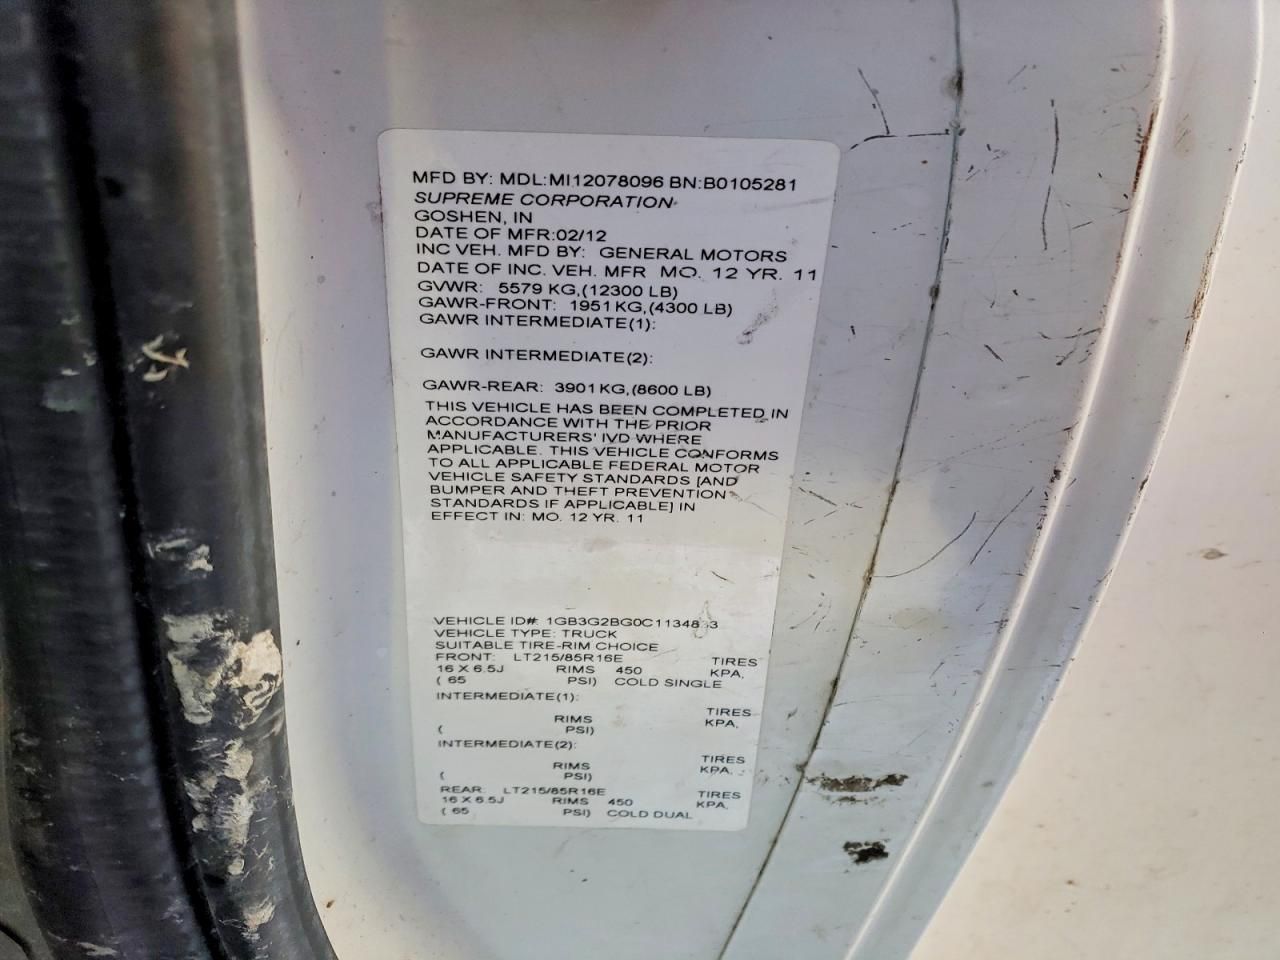 MFD BY: MDL:MI12078096 BN:B0105281
SUPREME CORPORATION
GOSHEN, IN
DATE OF MFR:02/12
INC VEH. MFD BY: GENERAL MOTORS
DATE OF INC. VEH. MFR MO. 12 YR. 11
GVWR: 5579 KG,(12300 LB)
GAWR-FRONT: 1951 KG,(4300 LB)
GAWR INTERMEDIATE(1):
GAWR INTERMEDIATE(2):
GAWR-REAR: 3901 KG,(8600 LB)
THIS VEHICLE HAS BEEN COMPLETED IN
ACCORDANCE WITH THE PRIOR
MANUFACTURERS' IVD WHERE
APPLICABLE. THIS VEHICLE CONFORMS
TO ALL APPLICABLE FEDERAL MOTOR
VEHICLE SAFETY STANDARDS [AND
BUMPER AND THEFT PREVENTION
STANDARDS IF APPLICABLE] IN
EFFECT IN: MO. 12 YR. 11
VEHICLE ID#:
VEHICLE TYPE: TRUCK
SUITABLE TIRE-RIM CHOICE
FRONT: LT215/85R16E TIRES
16 X 6.5J RIMS 450 KPA,
( 65 PSI) COLD SINGLE
INTERMEDIATE(1):
TIRES
RIMS KPA,
( PSI)
INTERMEDIATE(2):
TIRES
RIMS KPA,
( PSI)
REAR: LT215/85R16E TIRES
16 X 6.5J RIMS 450 KPA,
( 65 PSI) COLD DUAL